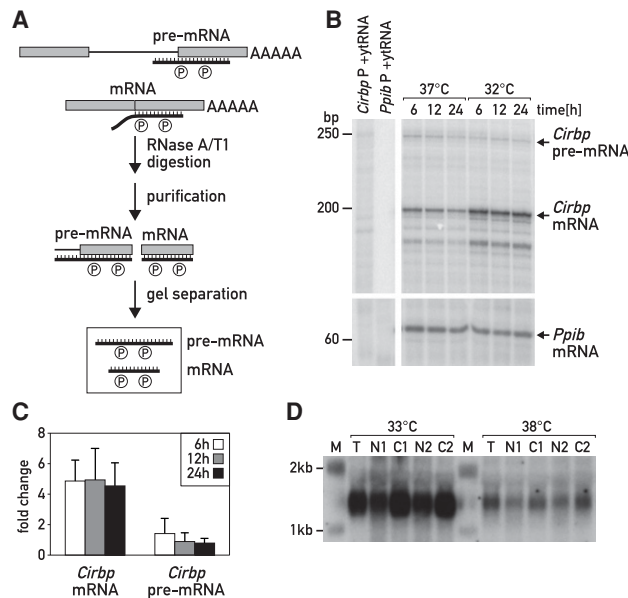 A
pre-mRNA
AAAAA
P P
mRNA
AAAAA
P P
RNase A/T1
digestion
purification
pre-mRNA mRNA
P P P P
gel separation
pre-mRNA
P P
mRNA
P P
B
Cirbp P +ytRNA
Ppib P +ytRNA
37°C 32°C
6 12 24 6 12 24 time[h]
bp
250
Cirbp
pre-mRNA
200
Cirbp
mRNA
60
Ppib
mRNA
C
8
6
4
2
0
fold change
6h
12h
24h
Cirbp
mRNA
Cirbp
pre-mRNA
D
33°C 38°C
M T N1 C1 N2 C2 M T N1 C1 N2 C2
2kb
1kb